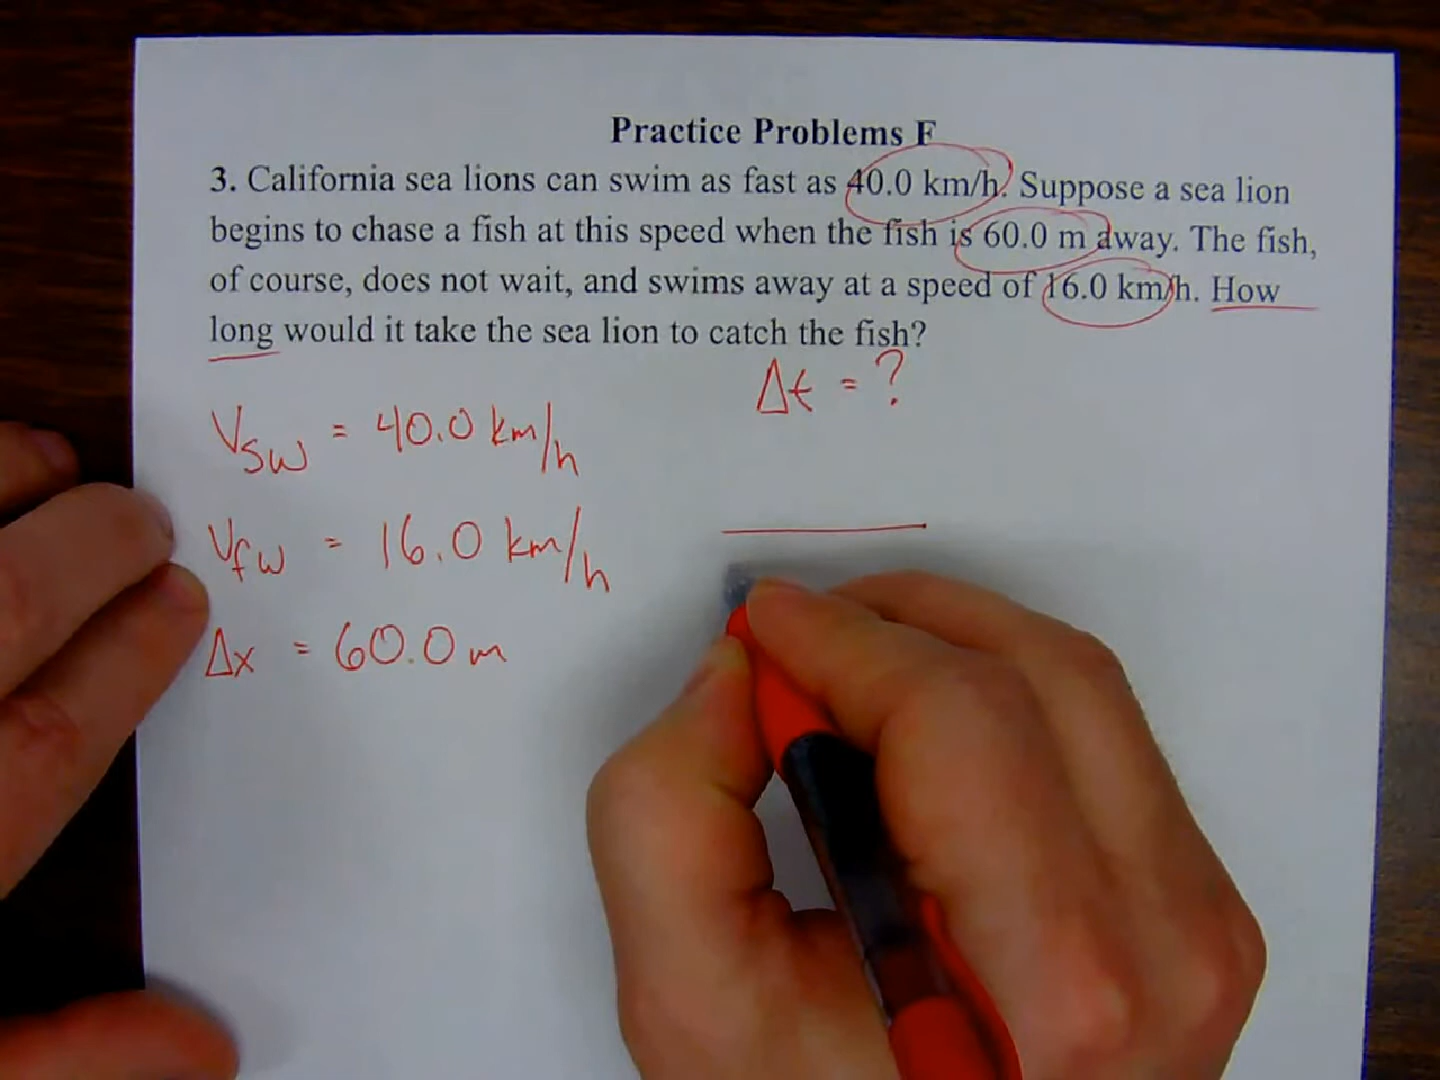 Practice Problems F
3. California sea lions can swim as fast as 40.0 km/h. Suppose a sea lion
begins to chase a fish at this speed when the fish is 60.0 m away. The fish,
of course, does not wait, and swims away at a speed of 16.0 km/h. How
long would it take the sea lion to catch the fish?
Δt = ?
Vsw = 40.0 km/h
Vfw = 16.0 km/h
Δx = 60.0 m